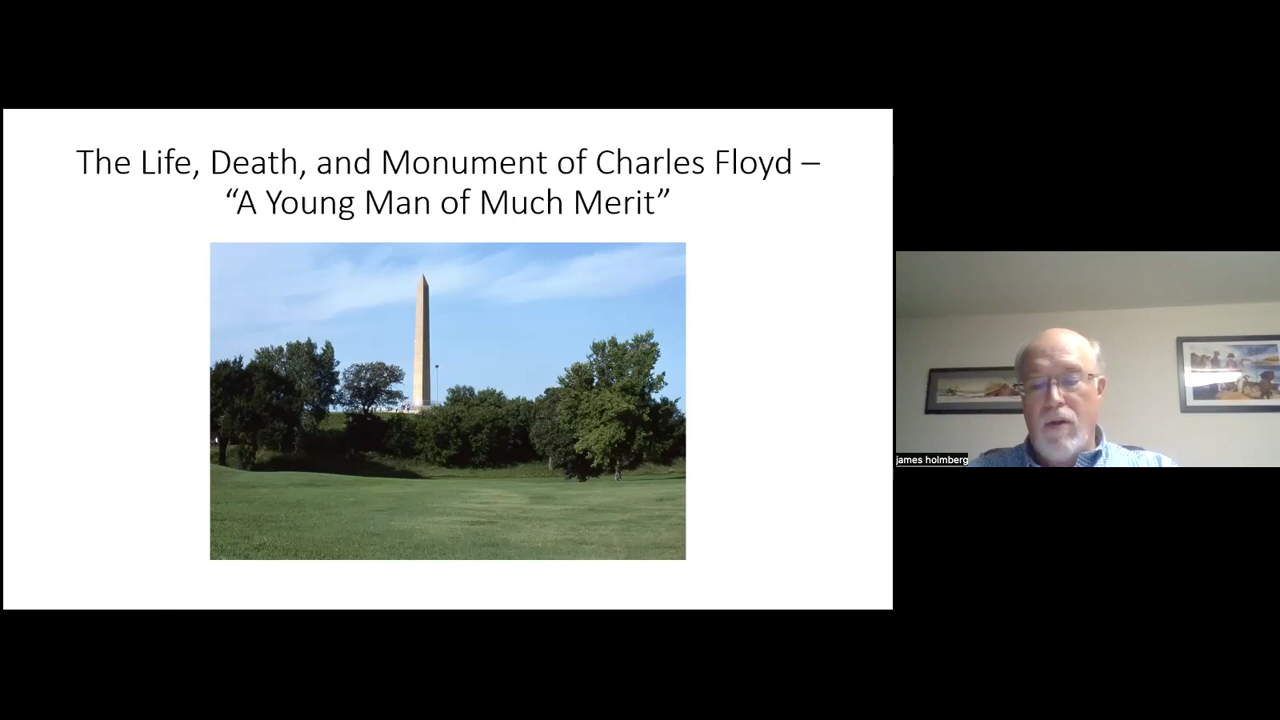 The Life, Death, and Monument of Charles Floyd –
“A Young Man of Much Merit”
james holmberg